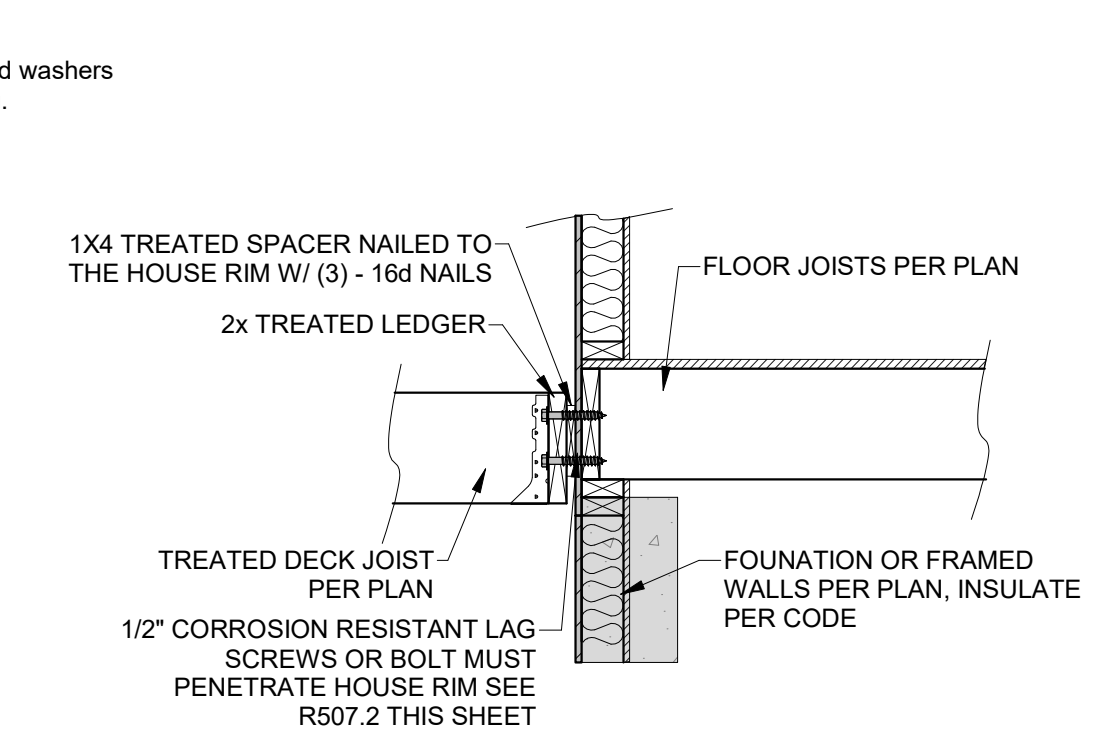 d washers
.
1X4 TREATED SPACER NAILED TO
THE HOUSE RIM W/ (3) - 16d NAILS
2x TREATED LEDGER
FLOOR JOISTS PER PLAN
TREATED DECK JOIST
PER PLAN
1/2" CORROSION RESISTANT LAG
SCREWS OR BOLT MUST
PENETRATE HOUSE RIM SEE
R507.2 THIS SHEET
FOUNATION OR FRAMED
WALLS PER PLAN, INSULATE
PER CODE